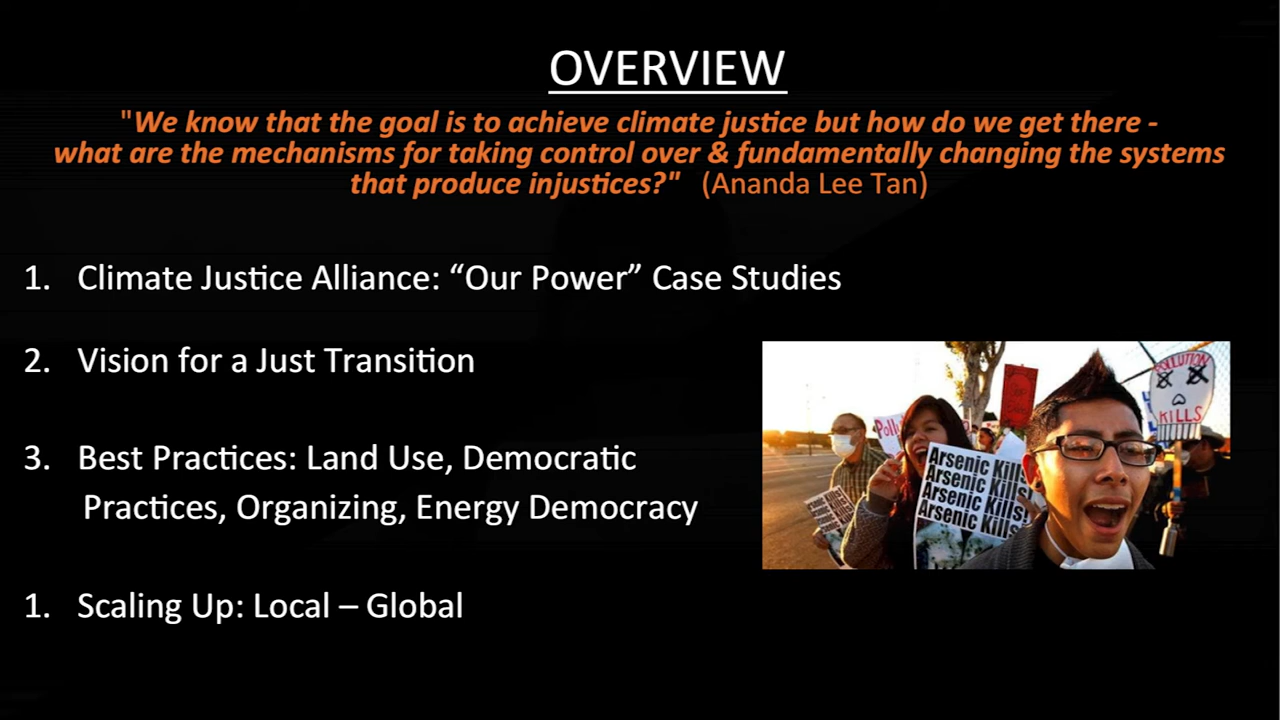 OVERVIEW
"We know that the goal is to achieve climate justice but how do we get there -
what are the mechanisms for taking control over & fundamentally changing the systems
that produce injustices?" (Ananda Lee Tan)
1. Climate Justice Alliance: “Our Power” Case Studies
2. Vision for a Just Transition
3. Best Practices: Land Use, Democratic
Practices, Organizing, Energy Democracy
1. Scaling Up: Local – Global
POLLUTION
KILLS
Arsenic Kills
Arsenic Kills
Arsenic Kills!
Arsenic Kills